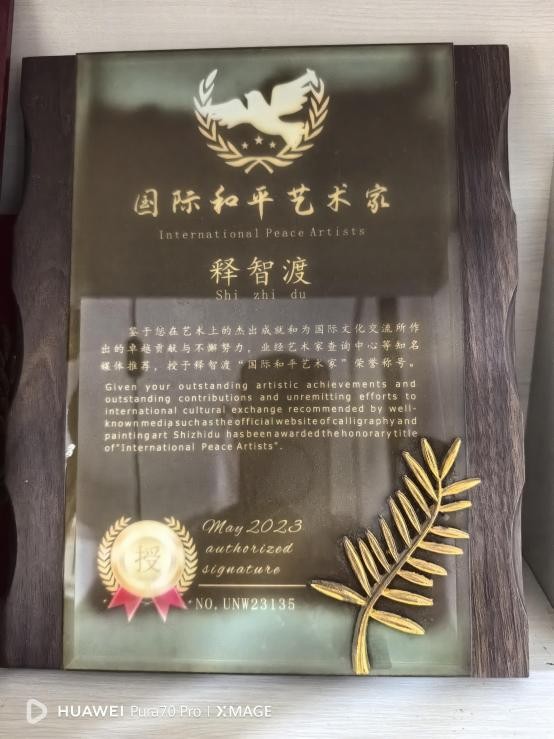 国际和平艺术家
International Peace Artists
释智渡
Shi zhi du
鉴于您在艺术上的杰出成就和为国际文化交流所作
出的卓越贡献与不懈努力，业经艺术家查询中心等知名
媒体推荐，授于释智渡“国际和平艺术家”荣誉称号。
Given your outstanding artistic achievements and
outstanding contributions and unremitting efforts to
international cultural exchange recommended by well-
known media such as the official website of calligraphy and
painting art Shizhidu has been awarded the honorary title
of "International Peace Artists".
授
May 2023
authorized
signature
NO. UNW23135
HUAWEI Pura70 Pro | XMAGE